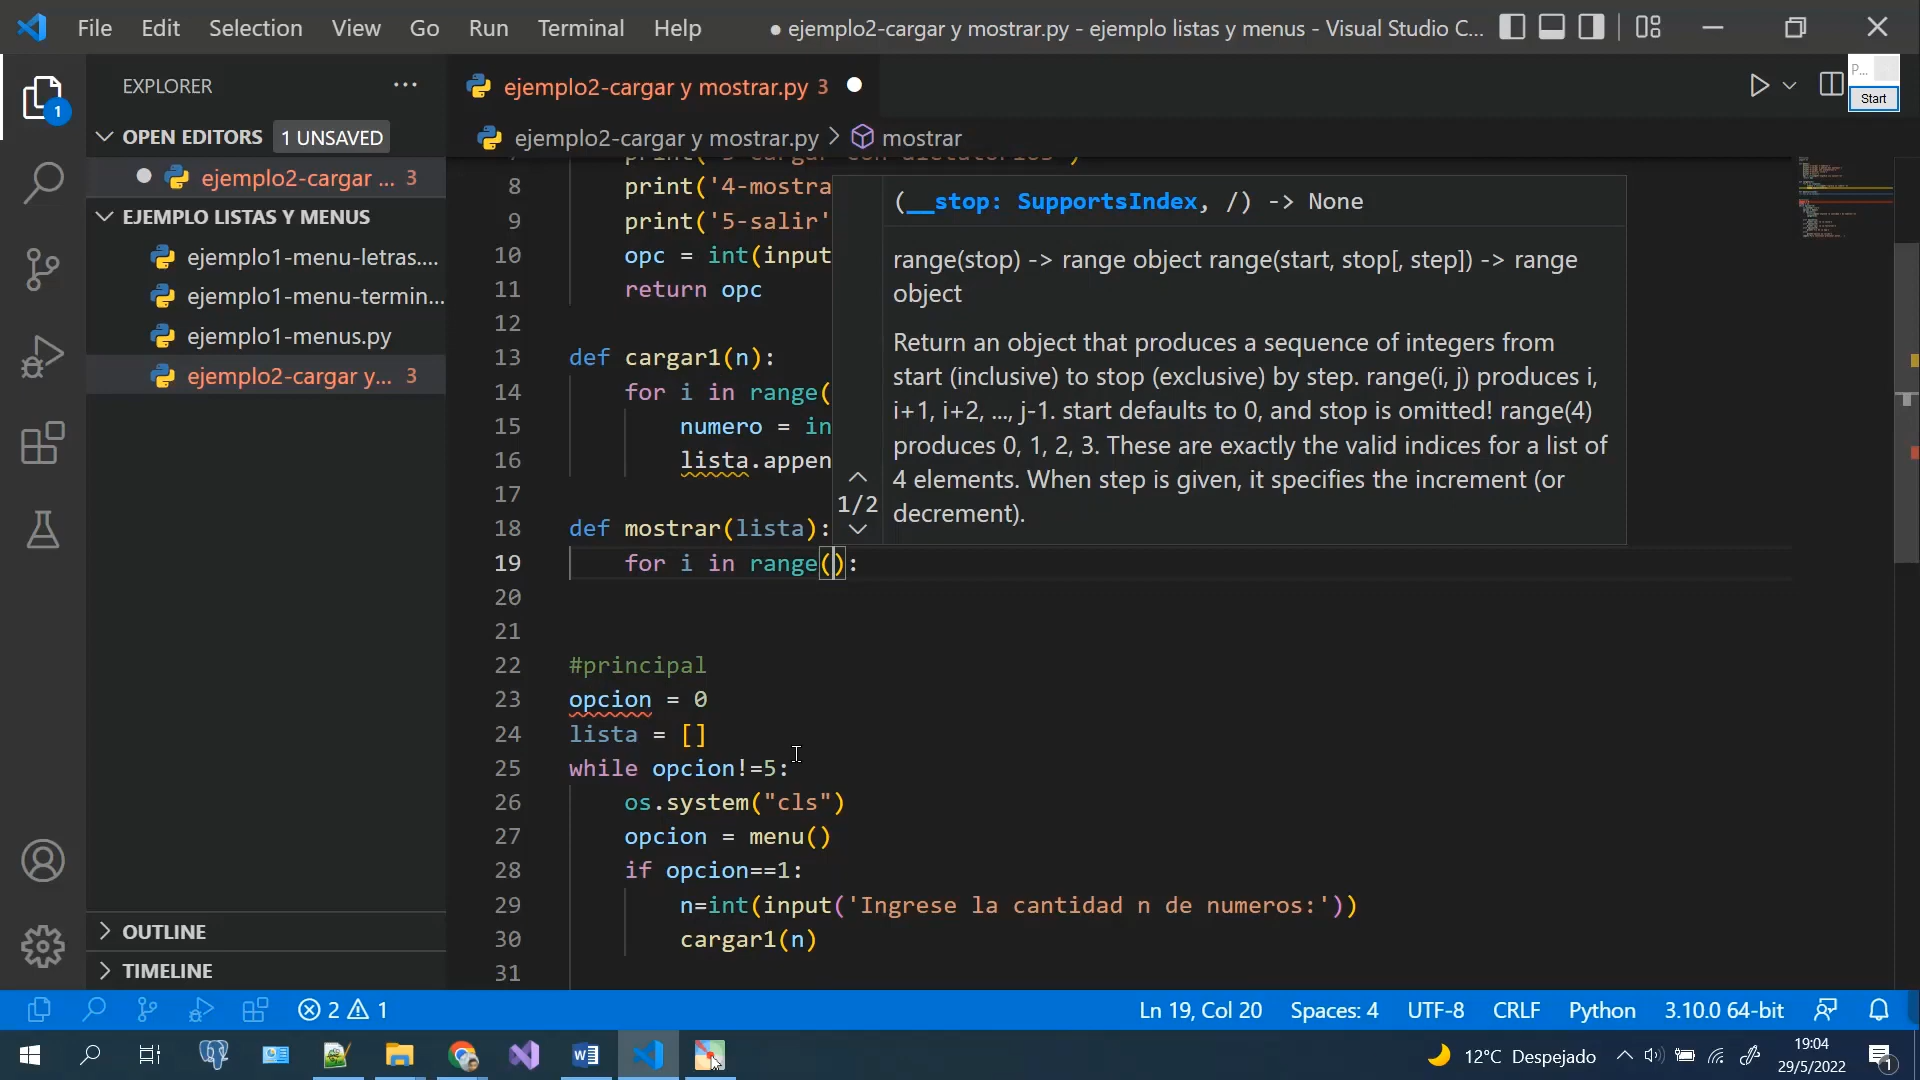 File Edit Selection View Go Run Terminal Help
● ejemplo2-cargar y mostrar.py - ejemplo listas y menus - Visual Studio C...
P...
Start
EXPLORER ...
ejemplo2-cargar y mostrar.py 3 ●
OPEN EDITORS 1 UNSAVED
ejemplo2-cargar y mostrar.py > mostrar
● ejemplo2-cargar ... 3
EJEMPLO LISTAS Y MENUS
ejemplo1-menu-letras....
ejemplo1-menu-termin...
ejemplo1-menus.py
ejemplo2-cargar y... 3
1
8 print('4-mostra
9 print('5-salir'
10 opc = int(input
11 return opc
12
13 def cargar1(n):
14 for i in range(
15 numero = in
16 lista.appen
17
18 def mostrar(lista):
19 for i in range():
20
21
22 #principal
23 opcion = 0
24 lista = []
25 while opcion!=5:
26 os.system("cls")
27 opcion = menu()
28 if opcion==1:
29 n=int(input('Ingrese la cantidad n de numeros:'))
30 cargar1(n)
31
(__stop: SupportsIndex, /) -> None
range(stop) -> range object range(start, stop[, step]) -> range
object
Return an object that produces a sequence of integers from
start (inclusive) to stop (exclusive) by step. range(i, j) produces i,
i+1, i+2, ..., j-1. start defaults to 0, and stop is omitted! range(4)
produces 0, 1, 2, 3. These are exactly the valid indices for a list of
4 elements. When step is given, it specifies the increment (or
decrement).
1/2
OUTLINE
TIMELINE
2 1
Ln 19, Col 20 Spaces: 4 UTF-8 CRLF Python 3.10.0 64-bit
12°C Despejado
19:04
29/5/2022
1